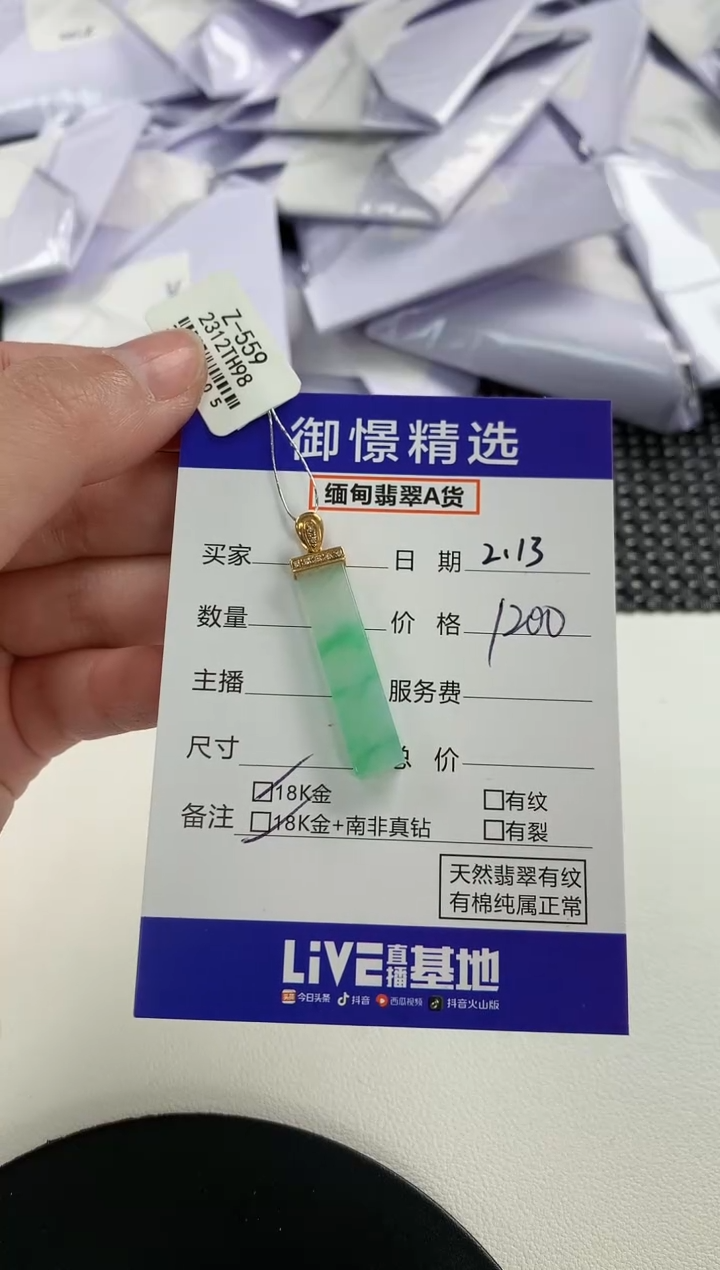 Z-559
2312TH98
御憬精选
缅甸翡翠A货
买家 日期 2.13
数量 价格 1200
主播 服务费
尺寸 总价
备注 18K金 有纹
18K金+南非真钻 有裂
天然翡翠有纹
有棉纯属正常
LiVE直播基地
今日头条 抖音 西瓜视频 抖音火山版